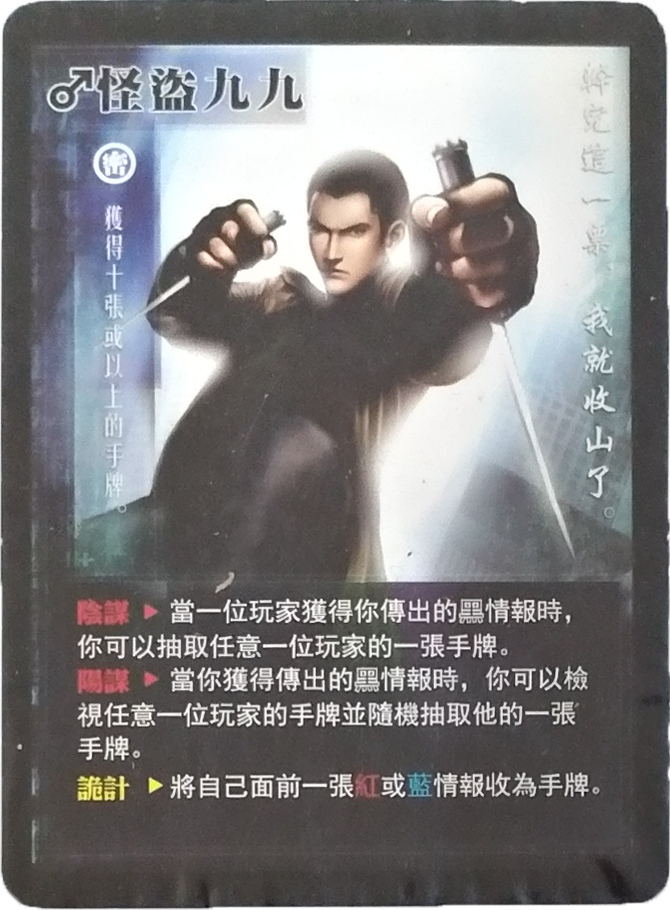 ♂怪盜九九
密
獲得十張或以上的手牌。
幹完這一票，我就收山了。
陰謀 ▶ 當一位玩家獲得你傳出的黑情報時，
你可以抽取任意一位玩家的一張手牌。
陽謀 ▶ 當你獲得傳出的黑情報時，你可以檢
視任意一位玩家的手牌並隨機抽取他的一張
手牌。
詭計 ▶ 將自己面前一張紅或藍情報收為手牌。